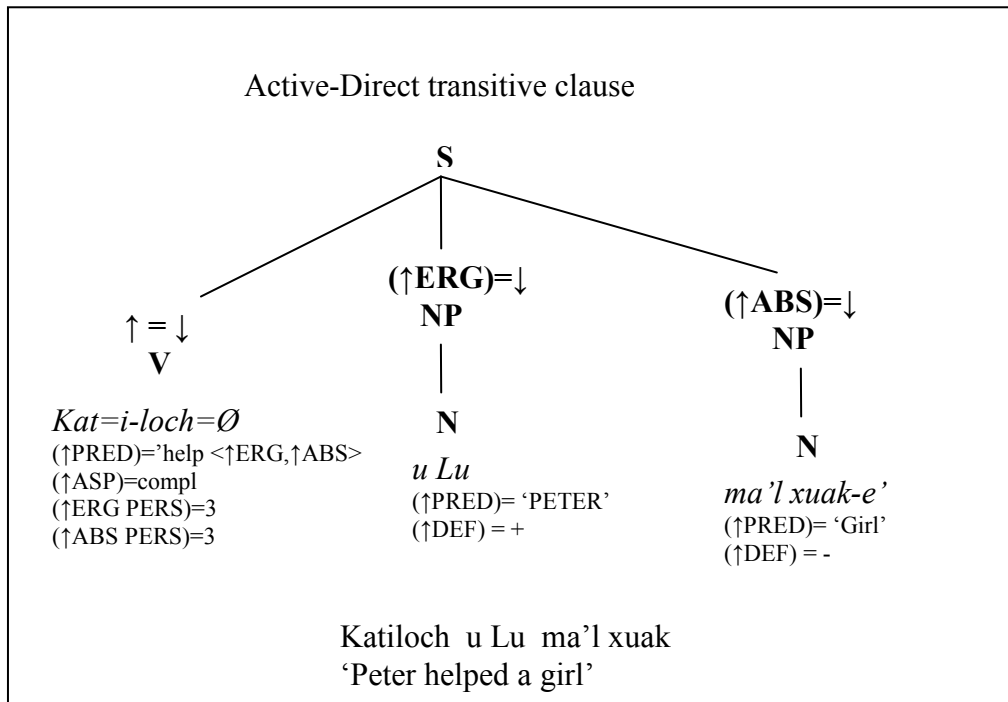 Active-Direct transitive clause
S
↑ = ↓
V
Kat=i-loch=Ø
(↑PRED)='help <↑ERG,↑ABS>
(↑ASP)=compl
(↑ERG PERS)=3
(↑ABS PERS)=3
(↑ERG)=↓
NP
N
u Lu
(↑PRED)= ‘PETER’
(↑DEF) = +
(↑ABS)=↓
NP
N
ma’l xuak-e’
(↑PRED)= ‘Girl’
(↑DEF) = -
Katiloch u Lu ma’l xuak
‘Peter helped a girl’